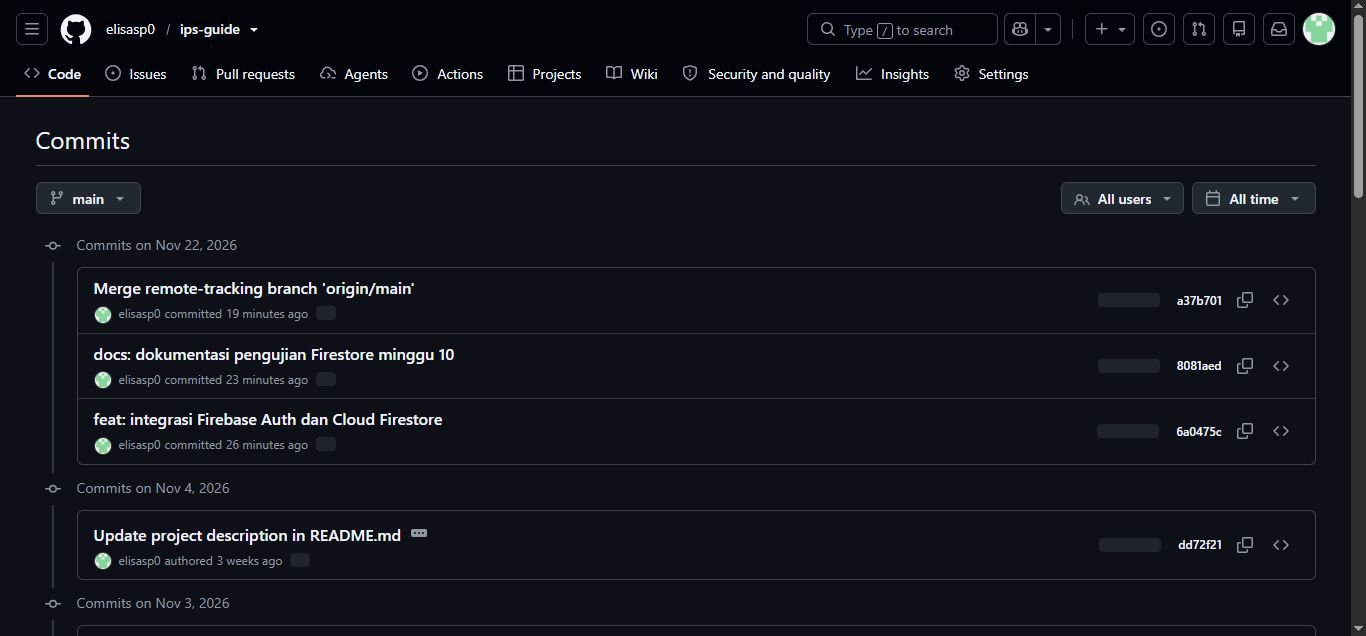 elisasp0 / ips-guide
Type / to search
Code Issues Pull requests Agents Actions Projects Wiki Security and quality Insights Settings
Commits
main
All users
All time
Commits on Nov 22, 2026
Merge remote-tracking branch 'origin/main'
elisasp0 committed 19 minutes ago
a37b701
docs: dokumentasi pengujian Firestore minggu 10
elisasp0 committed 23 minutes ago
8081aed
feat: integrasi Firebase Auth dan Cloud Firestore
elisasp0 committed 26 minutes ago
6a0475c
Commits on Nov 4, 2026
Update project description in README.md
elisasp0 authored 3 weeks ago
dd72f21
Commits on Nov 3, 2026